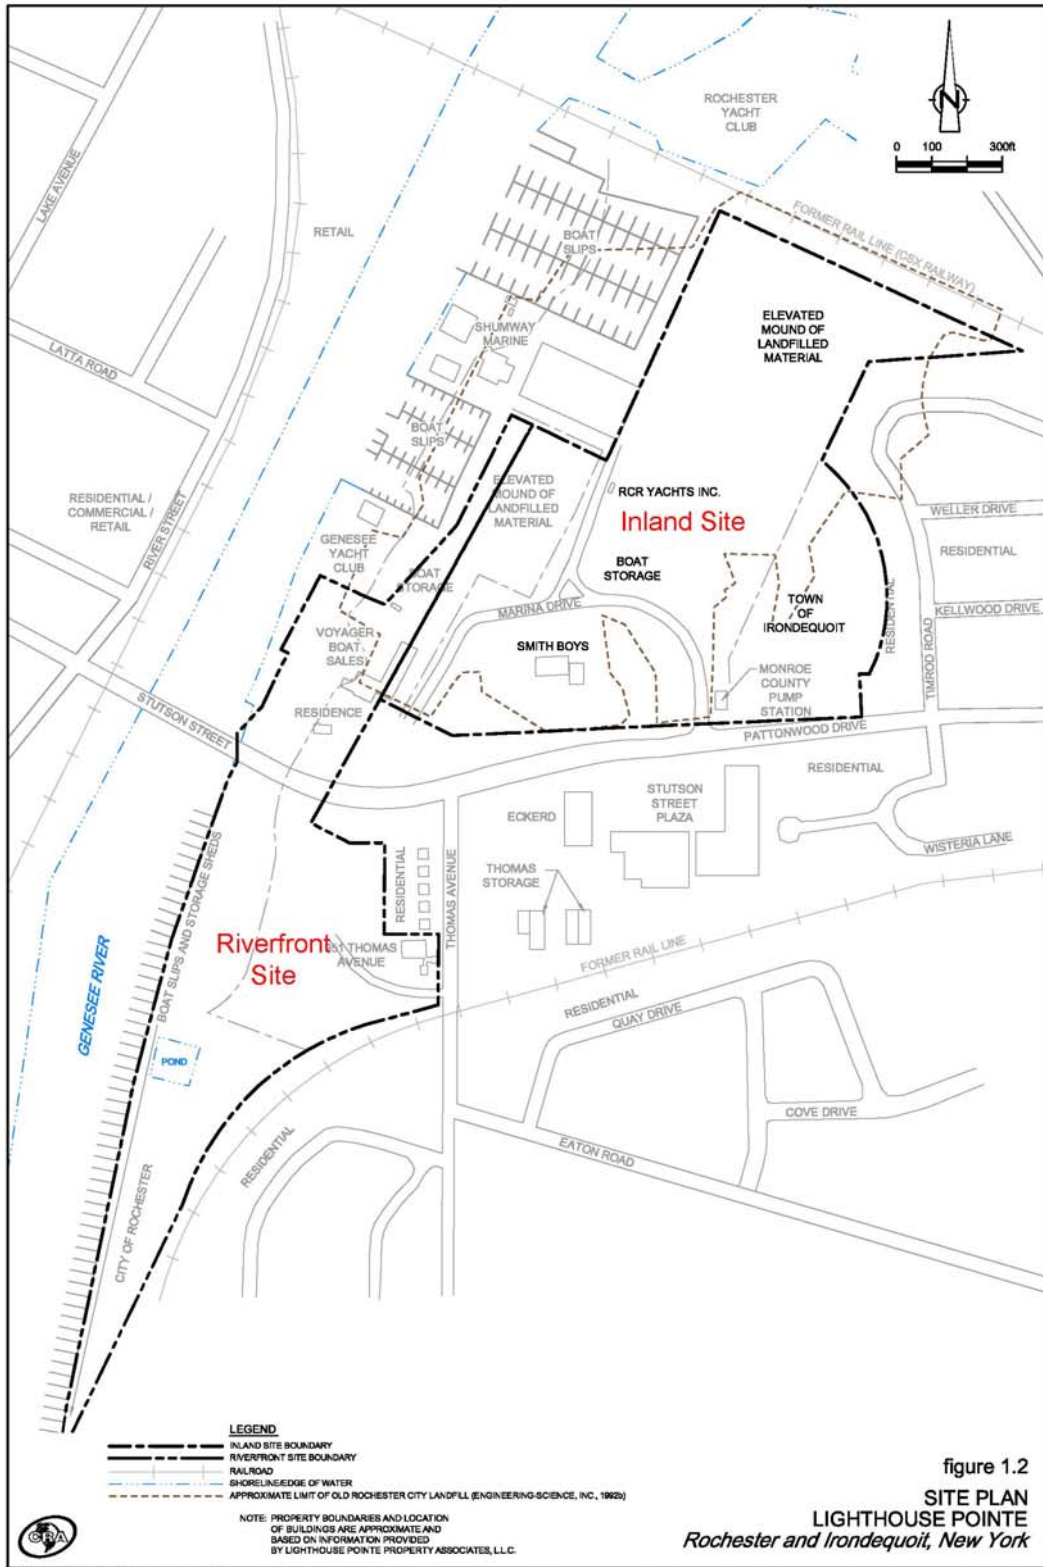 ROCHESTER
YACHT
CLUB
N
0 100 300ft
LAKE AVENUE
RETAIL
FORMER RAIL LINE (CSX RAILWAY)
BOAT
SLIPS
ELEVATED
MOUND OF
LANDFILLED
MATERIAL
SHUMWAY
MARINE
LATTA ROAD
BOAT
SLIPS
ELEVATED
MOUND OF
LANDFILLED
MATERIAL
RCR YACHTS INC.
Inland Site
RESIDENTIAL /
COMMERCIAL /
RETAIL
RIVER STREET
WELLER DRIVE
GENESEE
YACHT
CLUB
RESIDENTIAL
BOAT
STORAGE
BOAT
STORAGE
MARINA DRIVE
TOWN
OF
IRONDEQUOIT
RESIDENTIAL
KELLWOOD DRIVE
VOYAGER
BOAT
SALES
SMITH BOYS
TIMROD ROAD
MONROE
COUNTY
PUMP
STATION
RESIDENCE
STUTSON STREET
PATTONWOOD DRIVE
RESIDENTIAL
STUTSON
STREET
PLAZA
ECKERD
WISTERIA LANE
BOAT SLIPS AND STORAGE SHEDS
RESIDENTIAL
THOMAS AVENUE
THOMAS
STORAGE
Riverfront
Site
351 THOMAS
AVENUE
FORMER RAIL LINE
GENESEE RIVER
RESIDENTIAL
QUAY DRIVE
POND
COVE DRIVE
RESIDENTIAL
EATON ROAD
CITY OF ROCHESTER
LEGEND
INLAND SITE BOUNDARY
RIVERFRONT SITE BOUNDARY
RAILROAD
SHORELINE/EDGE OF WATER
APPROXIMATE LIMIT OF OLD ROCHESTER CITY LANDFILL (ENGINEERING-SCIENCE, INC., 1992b)
NOTE: PROPERTY BOUNDARIES AND LOCATION
OF BUILDINGS ARE APPROXIMATE AND
BASED ON INFORMATION PROVIDED
BY LIGHTHOUSE POINTE PROPERTY ASSOCIATES, L.L.C.
CRA
figure 1.2
SITE PLAN
LIGHTHOUSE POINTE
Rochester and Irondequoit, New York